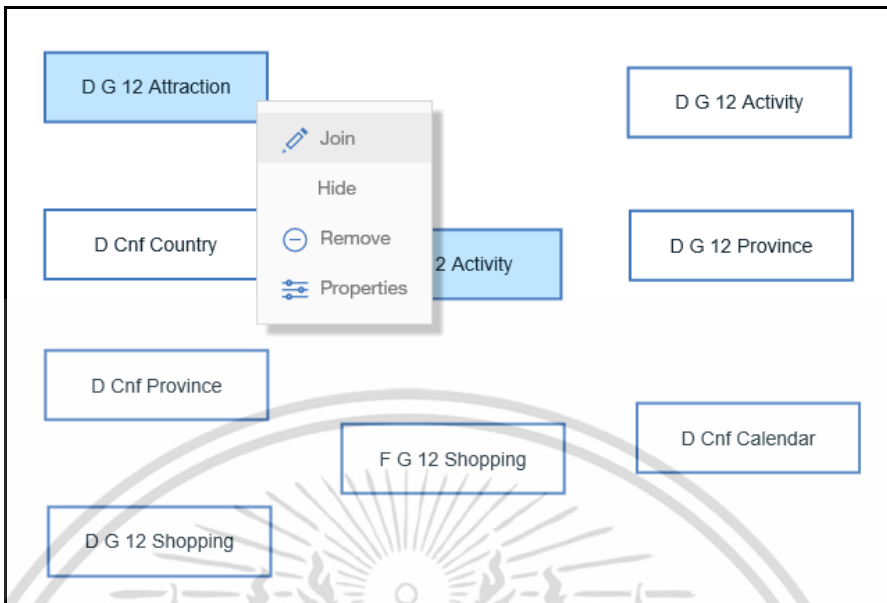 D G 12 Attraction
D G 12 Activity
Join
Hide
D Cnf Country
Remove
2 Activity
D G 12 Province
Properties
D Cnf Province
D Cnf Calendar
F G 12 Shopping
D G 12 Shopping